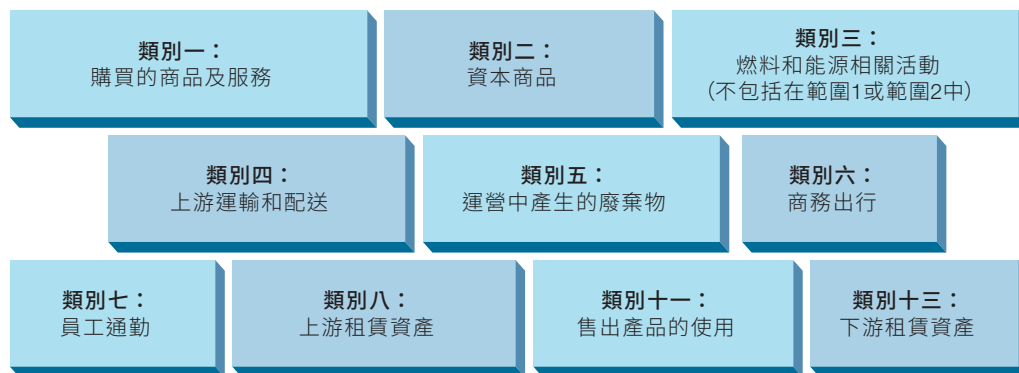 類別一：
購買的商品及服務
類別二：
資本商品
類別三：
燃料和能源相關活動
(不包括在範圍1或範圍2中)
類別四：
上游運輸和配送
類別五：
運營中產生的廢棄物
類別六：
商務出行
類別七：
員工通勤
類別八：
上游租賃資產
類別十一：
售出產品的使用
類別十三：
下游租賃資產